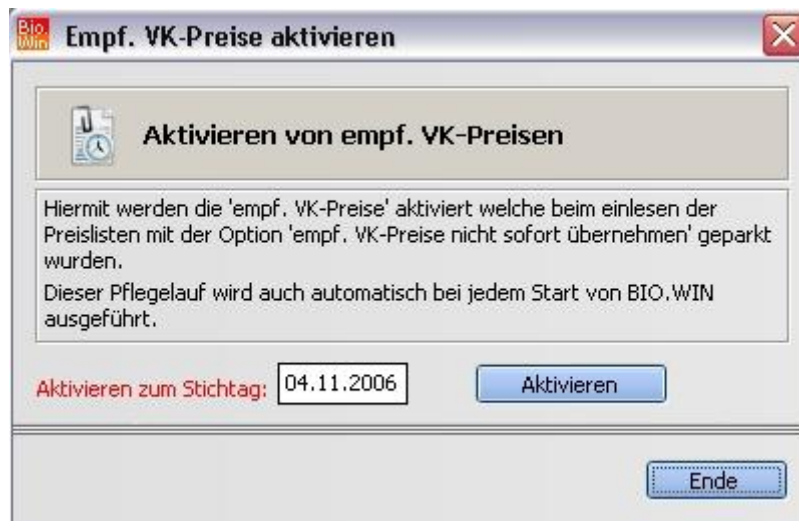 Bio.
Win
Empf. VK-Preise aktivieren
Aktivieren von empf. VK-Preisen
Hiermit werden die 'empf. VK-Preise' aktiviert welche beim einlesen der
Preislisten mit der Option 'empf. VK-Preise nicht sofort übernehmen' geparkt
wurden.
Dieser Pflegelauf wird auch automatisch bei jedem Start von BIO.WIN
ausgeführt.
Aktivieren zum Stichtag: 04.11.2006 Aktivieren
Ende